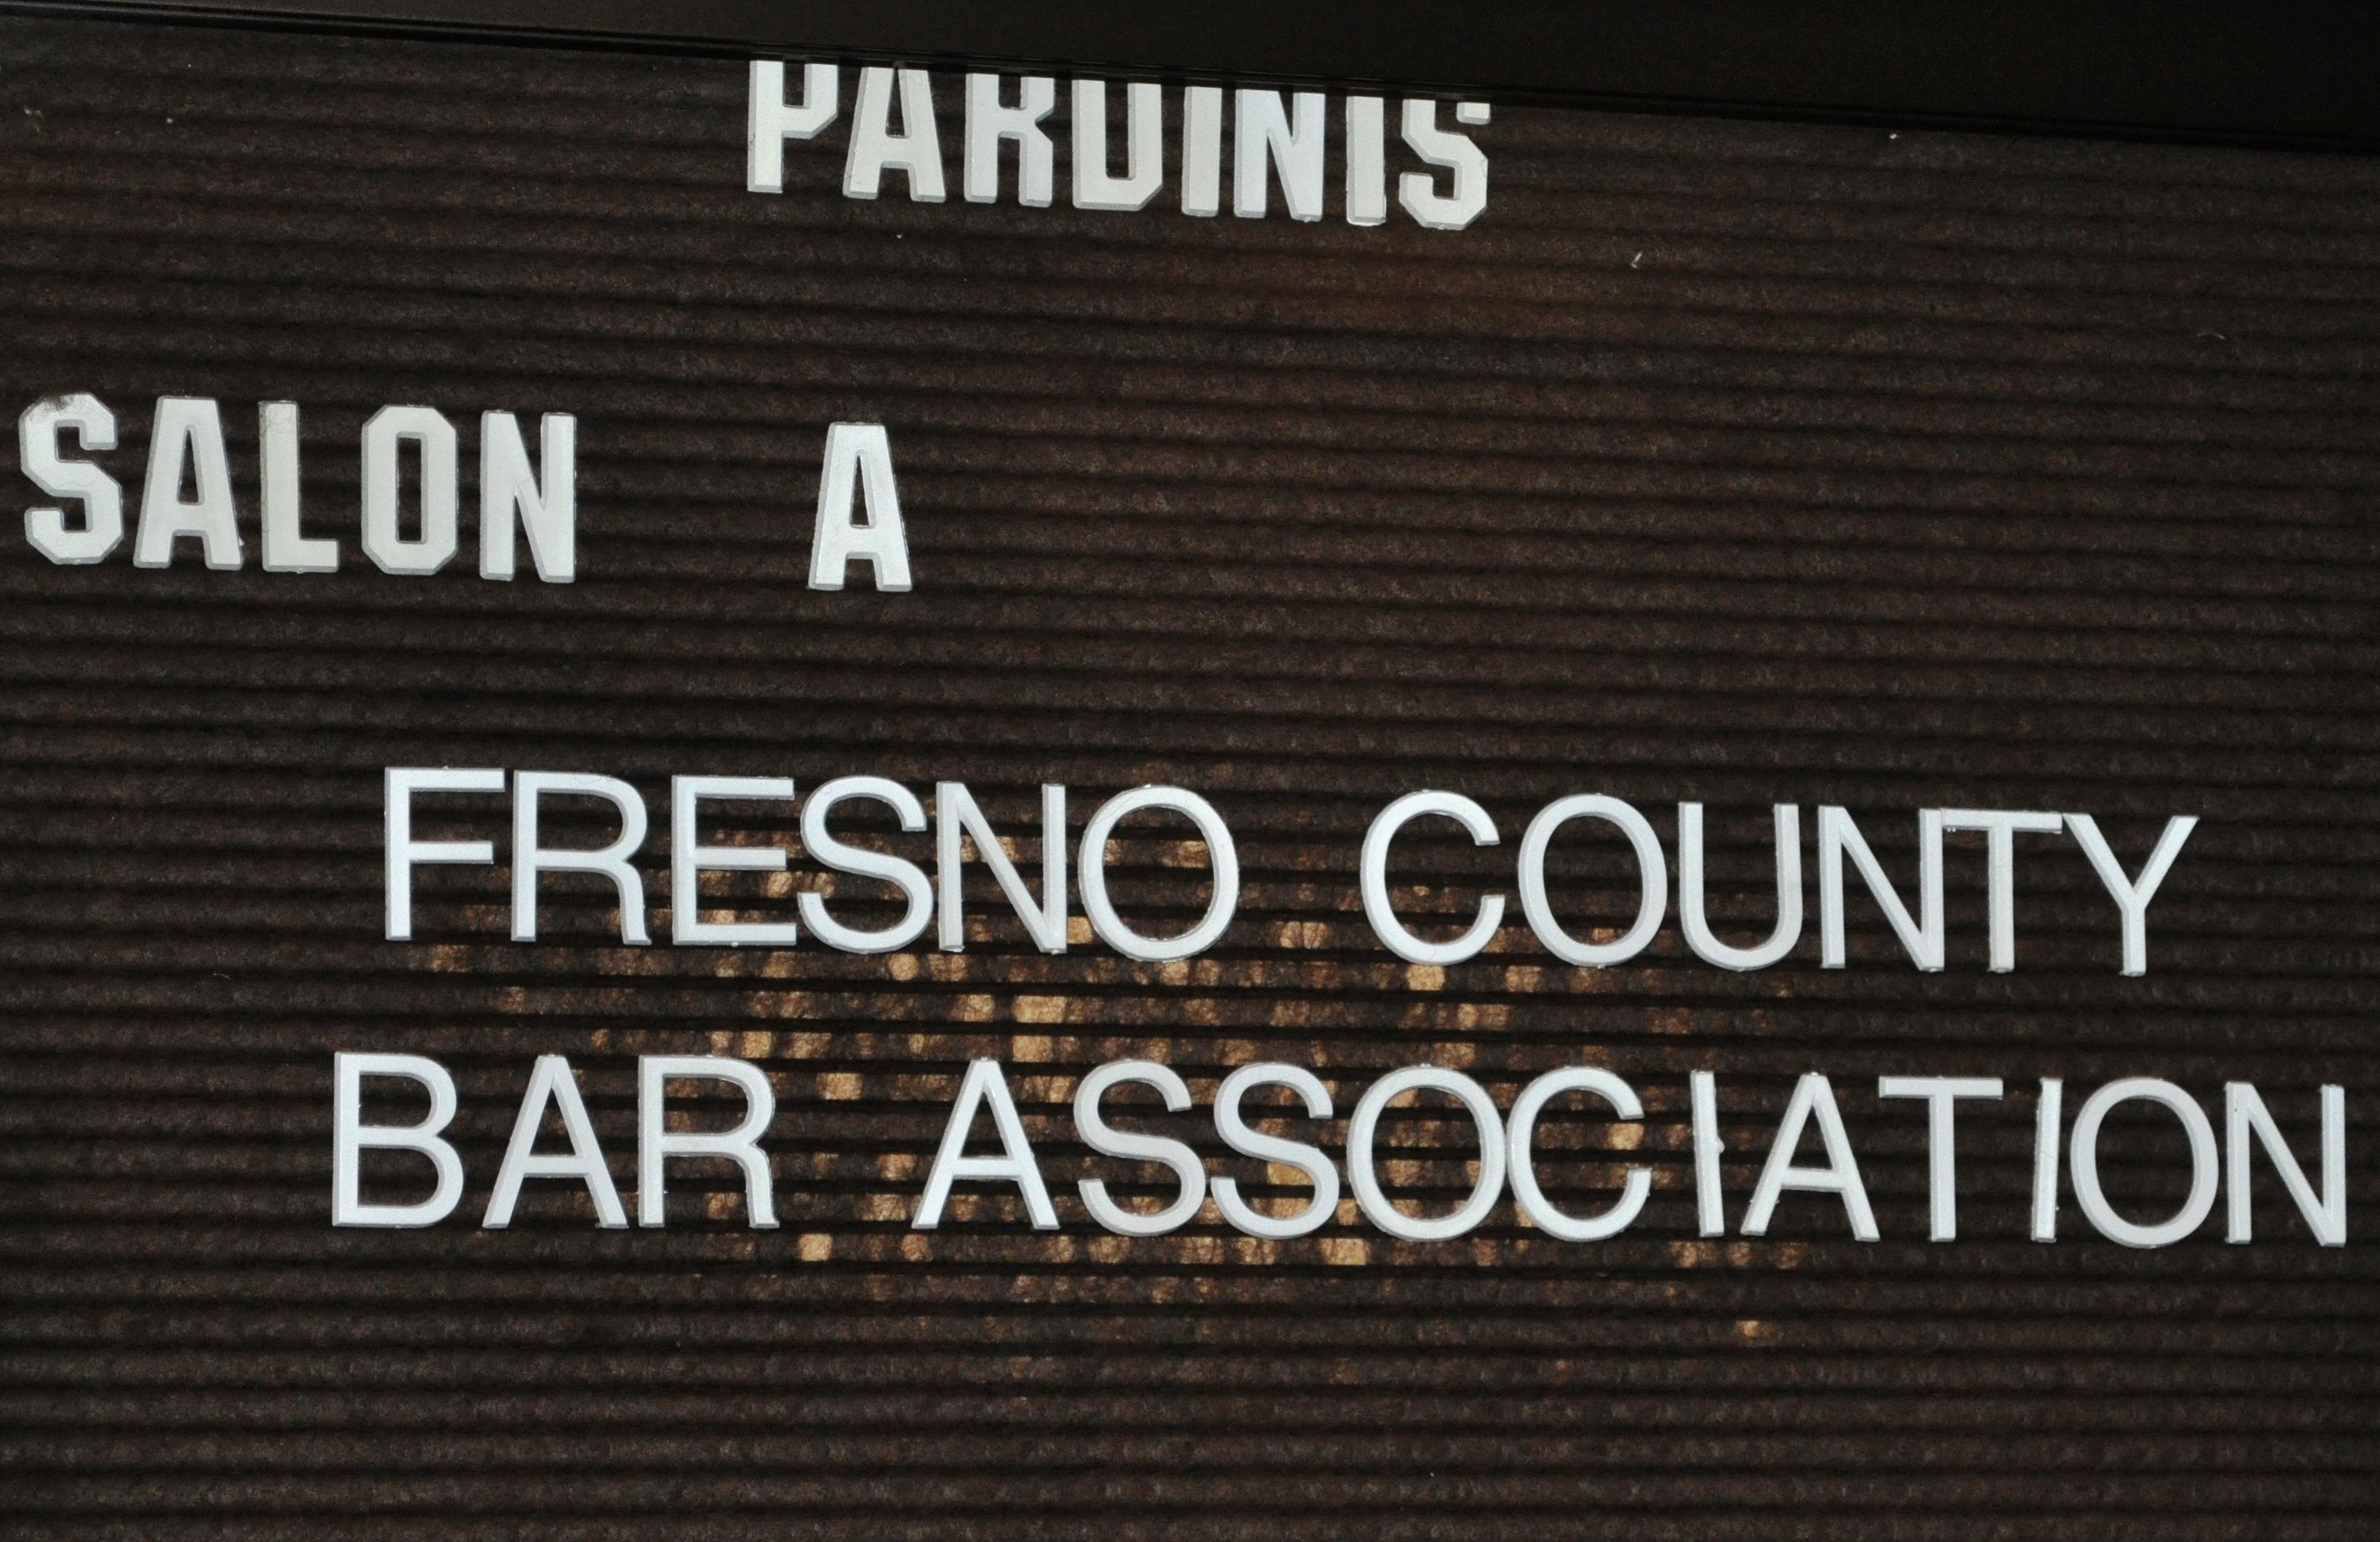 PARDINIS
SALON A
FRESNO COUNTY
BAR ASSOCIATION